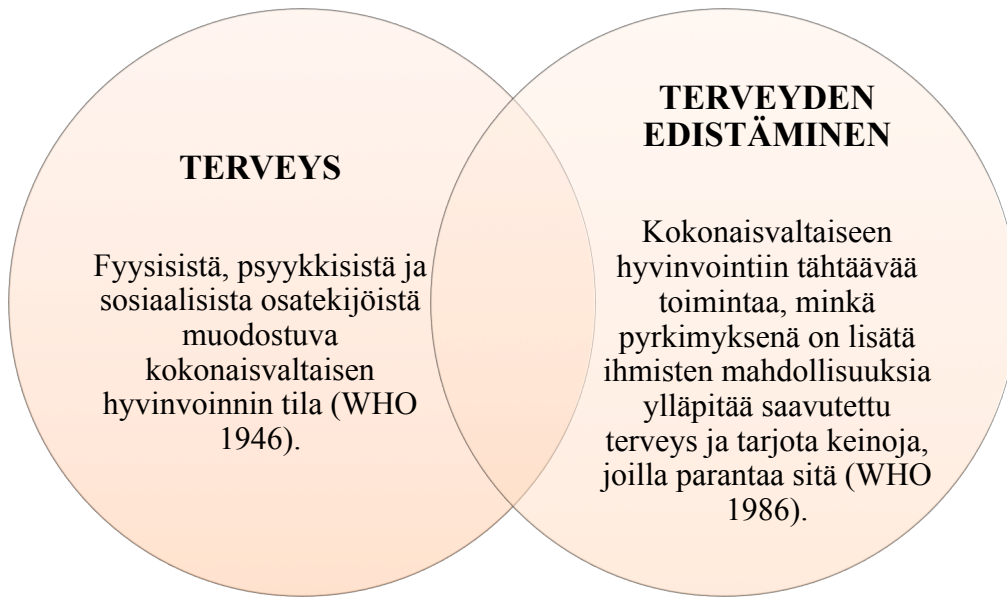 TERVEYS
Fyysisistä, psyykkisistä ja
sosiaalisista osatekijöistä
muodostuva
kokonaisvaltaisen
hyvinvoinnin tila (WHO
1946).
TERVEYDEN
EDISTÄMINEN
Kokonaisvaltaiseen
hyvinvointiin tähtäävää
toimintaa, minkä
pyrkimyksenä on lisätä
ihmisten mahdollisuuksia
ylläpitää saavutettu
terveys ja tarjota keinoja,
joilla parantaa sitä (WHO
1986).